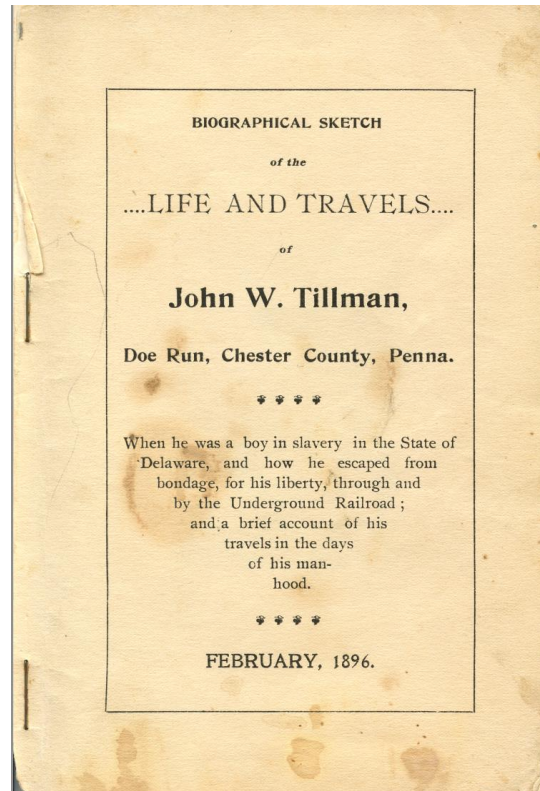 BIOGRAPHICAL SKETCH
of the
....LIFE AND TRAVELS....
of
John W. Tillman,
Doe Run, Chester County, Penna.
When he was a boy in slavery in the State of
Delaware, and how he escaped from
bondage, for his liberty, through and
by the Underground Railroad ;
and a brief account of his
travels in the days
of his man-
hood.
FEBRUARY, 1896.